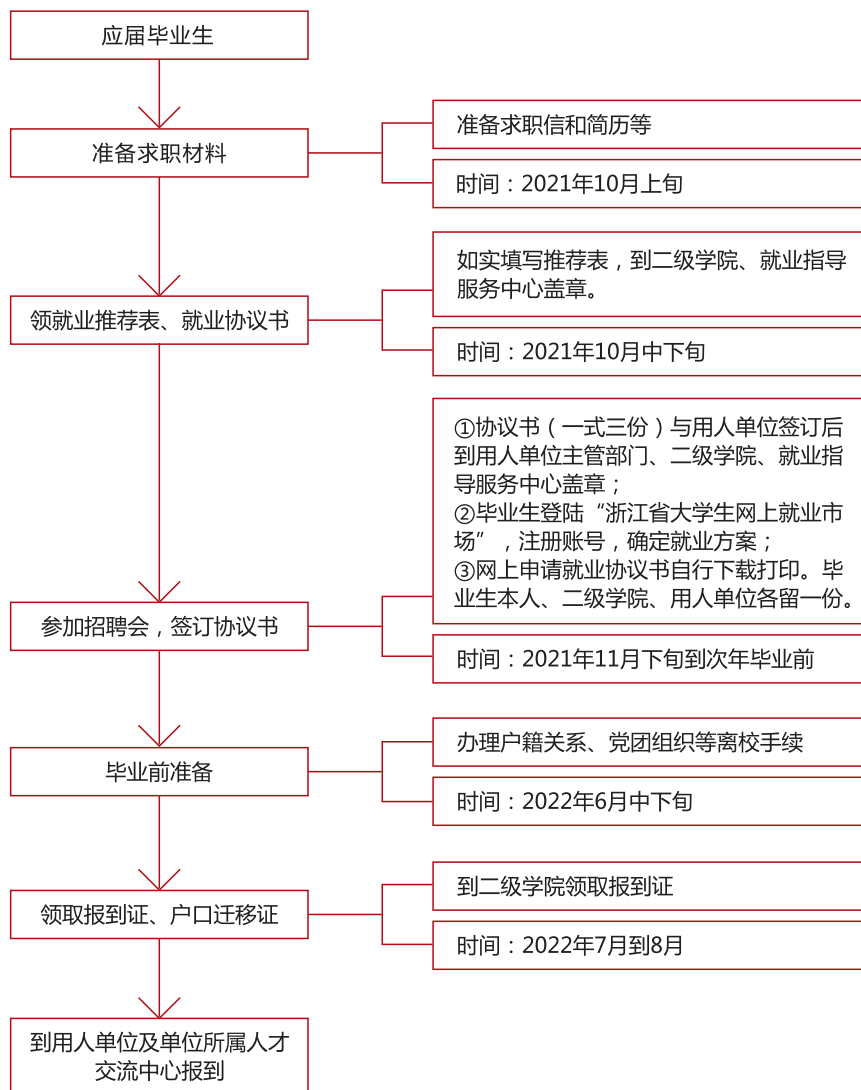 应届毕业生
准备求职材料
准备求职信和简历等
时间：2021年10月上旬
领就业推荐表、就业协议书
如实填写推荐表，到二级学院、就业指导
服务中心盖章。
时间：2021年10月中下旬
参加招聘会，签订协议书
①协议书（一式三份）与用人单位签订后
到用人单位主管部门、二级学院、就业指
导服务中心盖章；
②毕业生登陆“浙江省大学生网上就业市
场”，注册账号，确定就业方案；
③网上申请就业协议书自行下载打印。毕
业生本人、二级学院、用人单位各留一份。
时间：2021年11月下旬到次年毕业前
毕业前准备
办理户籍关系、党团组织等离校手续
时间：2022年6月中下旬
领取报到证、户口迁移证
到二级学院领取报到证
时间：2022年7月到8月
到用人单位及单位所属人才
交流中心报到